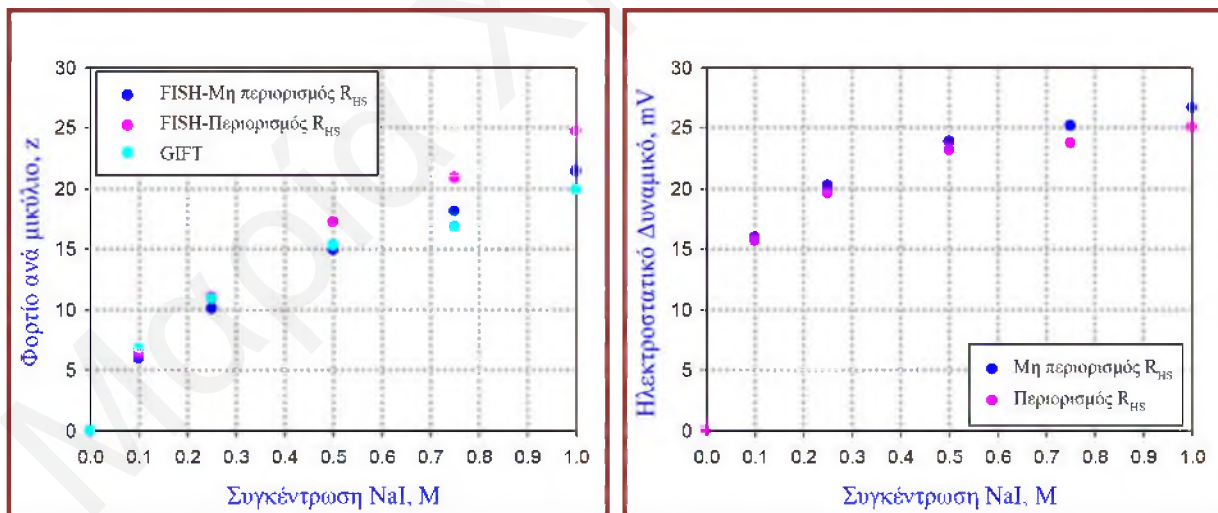 Μαρία Χ
30
25
20
15
10
5
0
Φορτίο ανά μικύλιο, z
FISH-Μη περιορισμός R_HS
FISH-Περιορισμός R_HS
GIFT
0.0 0.1 0.2 0.3 0.4 0.5 0.6 0.7 0.8 0.9 1.0
Συγκέντρωση NaI, M
30
25
20
15
10
5
0
Ηλεκτροστατικό Δυναμικό, mV
Μη περιορισμός R_HS
Περιορισμός R_HS
0.0 0.1 0.2 0.3 0.4 0.5 0.6 0.7 0.8 0.9 1.0
Συγκέντρωση NaI, M